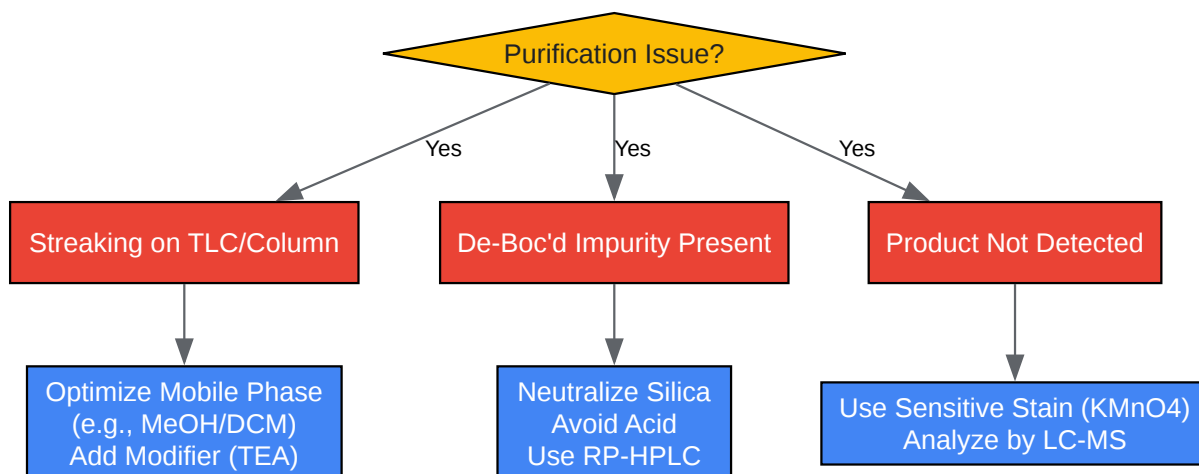 Purification Issue?
Yes
Yes
Yes
Streaking on TLC/Column
De-Boc'd Impurity Present
Product Not Detected
Optimize Mobile Phase
(e.g., MeOH/DCM)
Add Modifier (TEA)
Neutralize Silica
Avoid Acid
Use RP-HPLC
Use Sensitive Stain (KMnO4)
Analyze by LC-MS